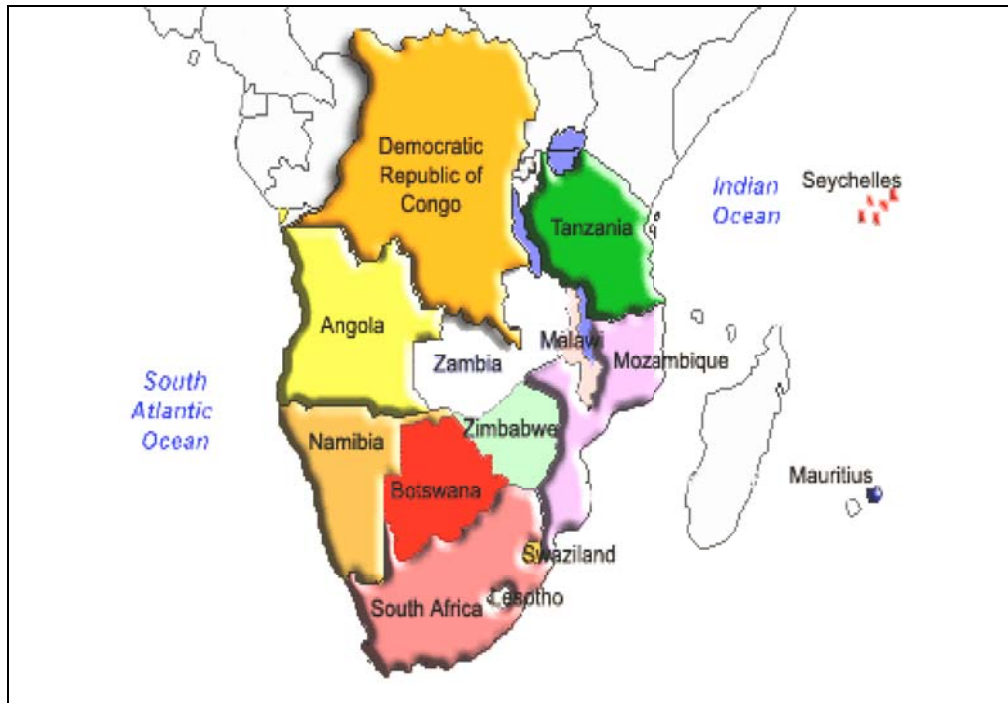 Democratic
Republic of
Congo
Indian
Ocean
Seychelles
Tanzania
Angola
Malawi
Zambia
Mozambique
South
Atlantic
Ocean
Namibia
Zimbabwe
Botswana
Mauritius
Swaziland
South Africa
Lesotho